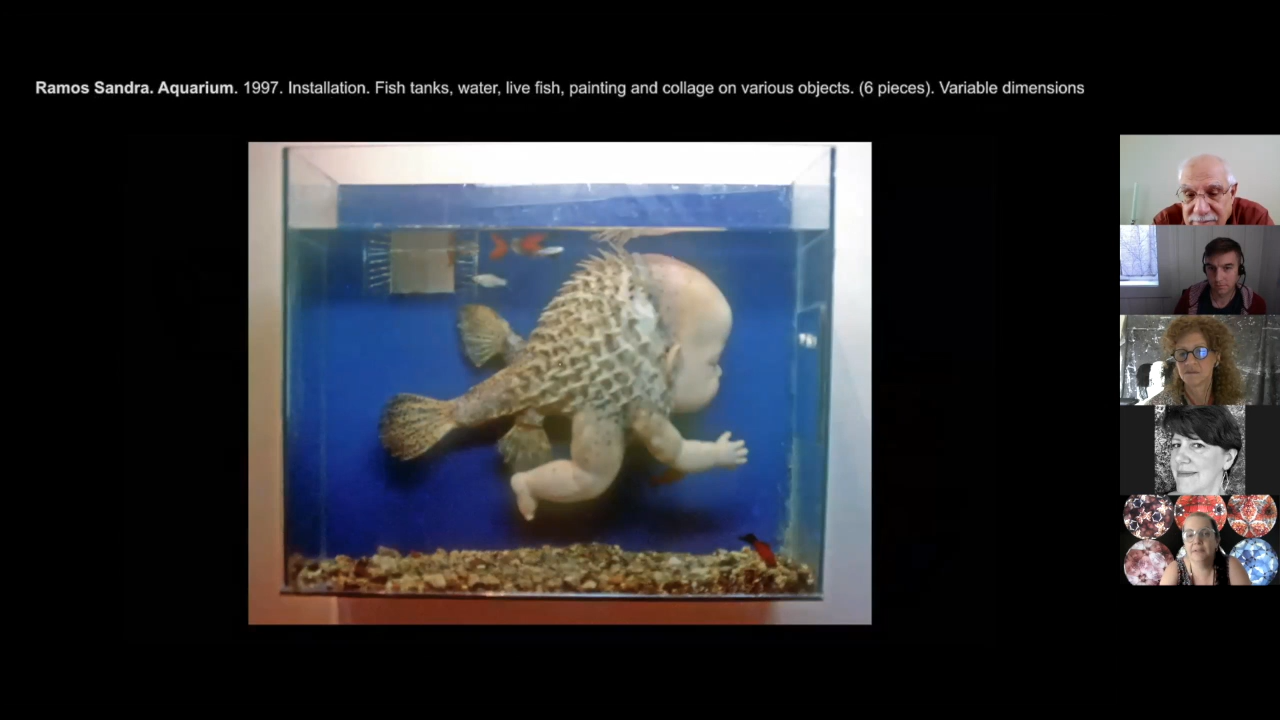 Ramos Sandra. Aquarium. 1997. Installation. Fish tanks, water, live fish, painting and collage on various objects. (6 pieces). Variable dimensions